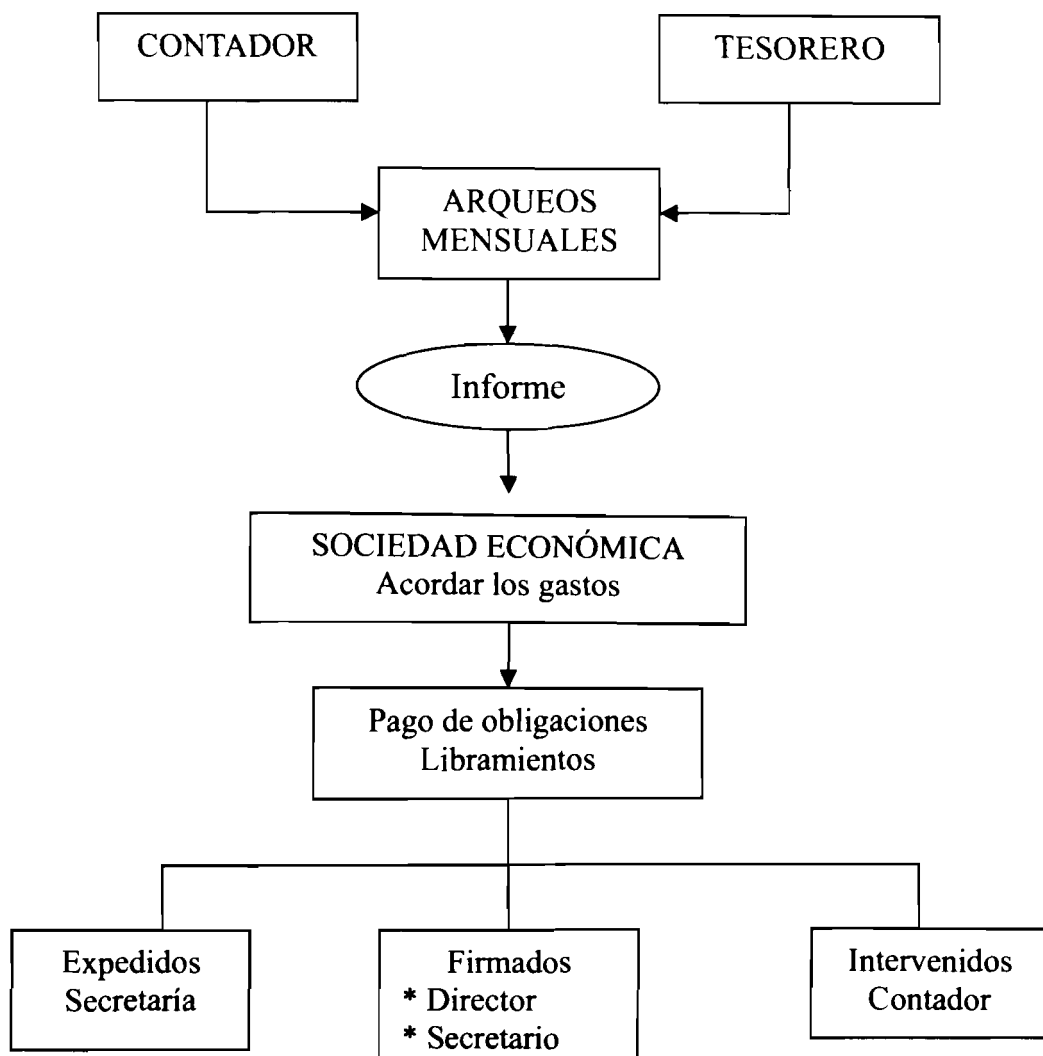 CONTADOR
TESORERO
ARQUEOS
MENSUALES
Informe
SOCIEDAD ECONÓMICA
Acordar los gastos
Pago de obligaciones
Libramientos
Expedidos
Secretaría
Firmados
* Director
* Secretario
Intervenidos
Contador